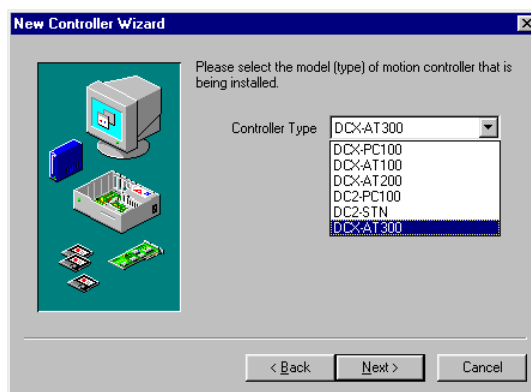 New Controller Wizard
Please select the model (type) of motion controller that is
being installed.
Controller Type DCX-AT300
DCX-PC100
DCX-AT100
DCX-AT200
DC2-PC100
DC2-STN
DCX-AT300
< Back Next > Cancel